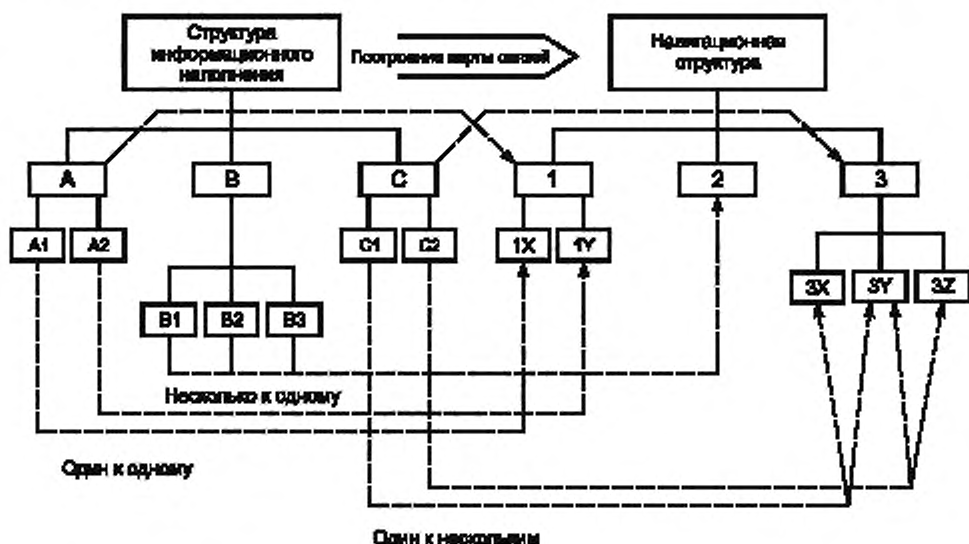 Структура
информационного
наполнения
Построение карты связей
Навигационная
структура
A
B
C
1
2
3
A1
A2
C1
C2
1X
1Y
3X
3Y
3Z
B1
B2
B3
Несколько к одному
Один к одному
Один к нескольким